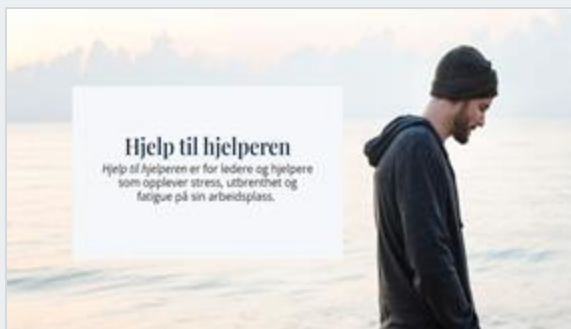 Hjelp til hjelperen
Hjelp til hjelperen er for ledere og hjelpere
som opplever stress, utbrenthet og
fatigue på sin arbeidsplass.